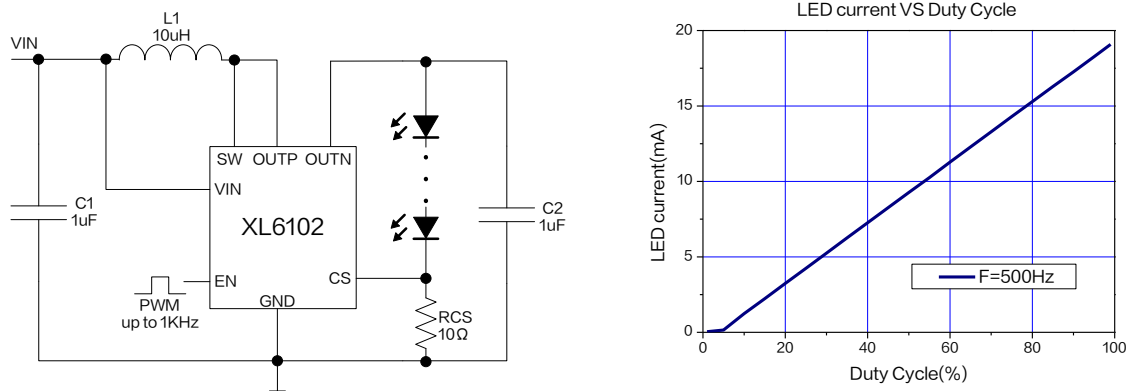 L1
10uH
VIN
SW OUTP OUTN
VIN
C1
1uF
XL6102
C2
1uF
CS
EN
PWM
up to 1KHz
GND
RCS
10Ω
LED current VS Duty Cycle
20
15
10
5
0
LED current(mA)
F=500Hz
0 20 40 60 80 100
Duty Cycle(%)